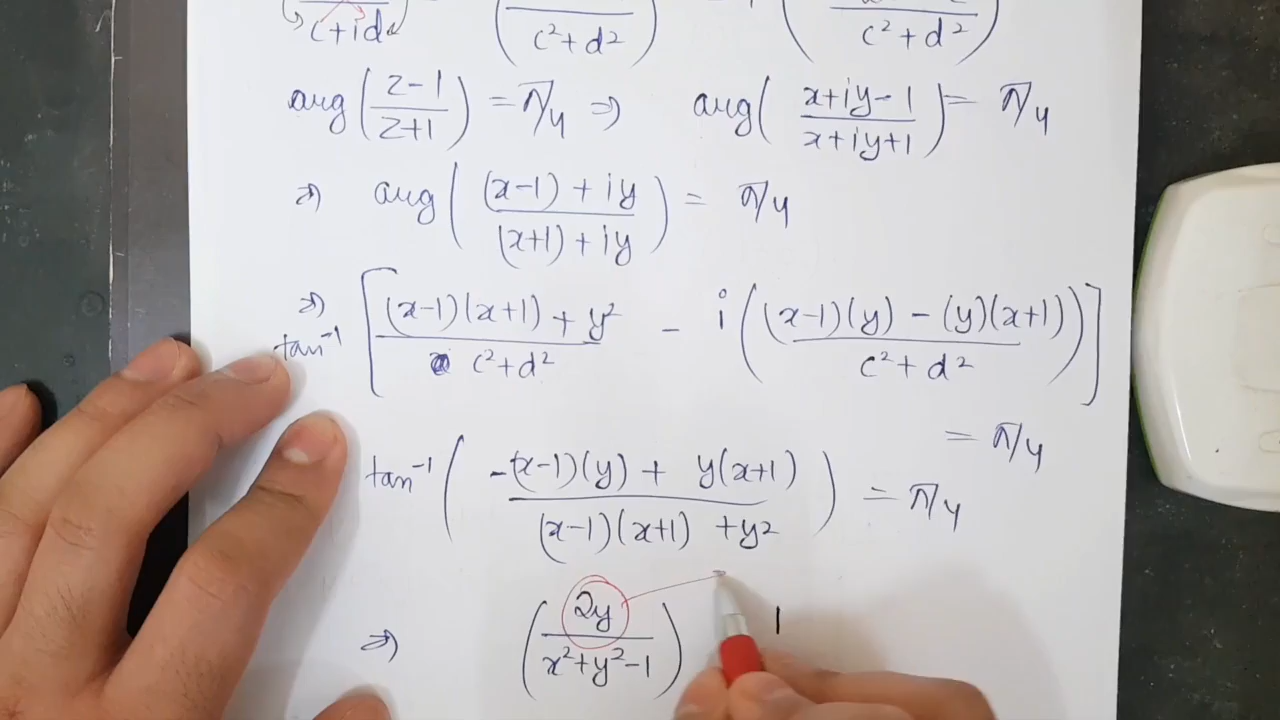 c+id c²+d² c²+d²
arg((z-1)/(z+1)) = π/4 ⇒ arg((x+iy-1)/(x+iy+1)) = π/4
⇒ arg(((x-1)+iy)/((x+1)+iy)) = π/4
⇒ tan⁻¹[((x-1)(x+1)+y²)/(c²+d²) - i(((x-1)(y)-(y)(x+1))/(c²+d²))]
= π/4
tan⁻¹((-(x-1)(y)+y(x+1))/((x-1)(x+1)+y²)) = π/4
⇒ (2y/(x²+y²-1)) 1